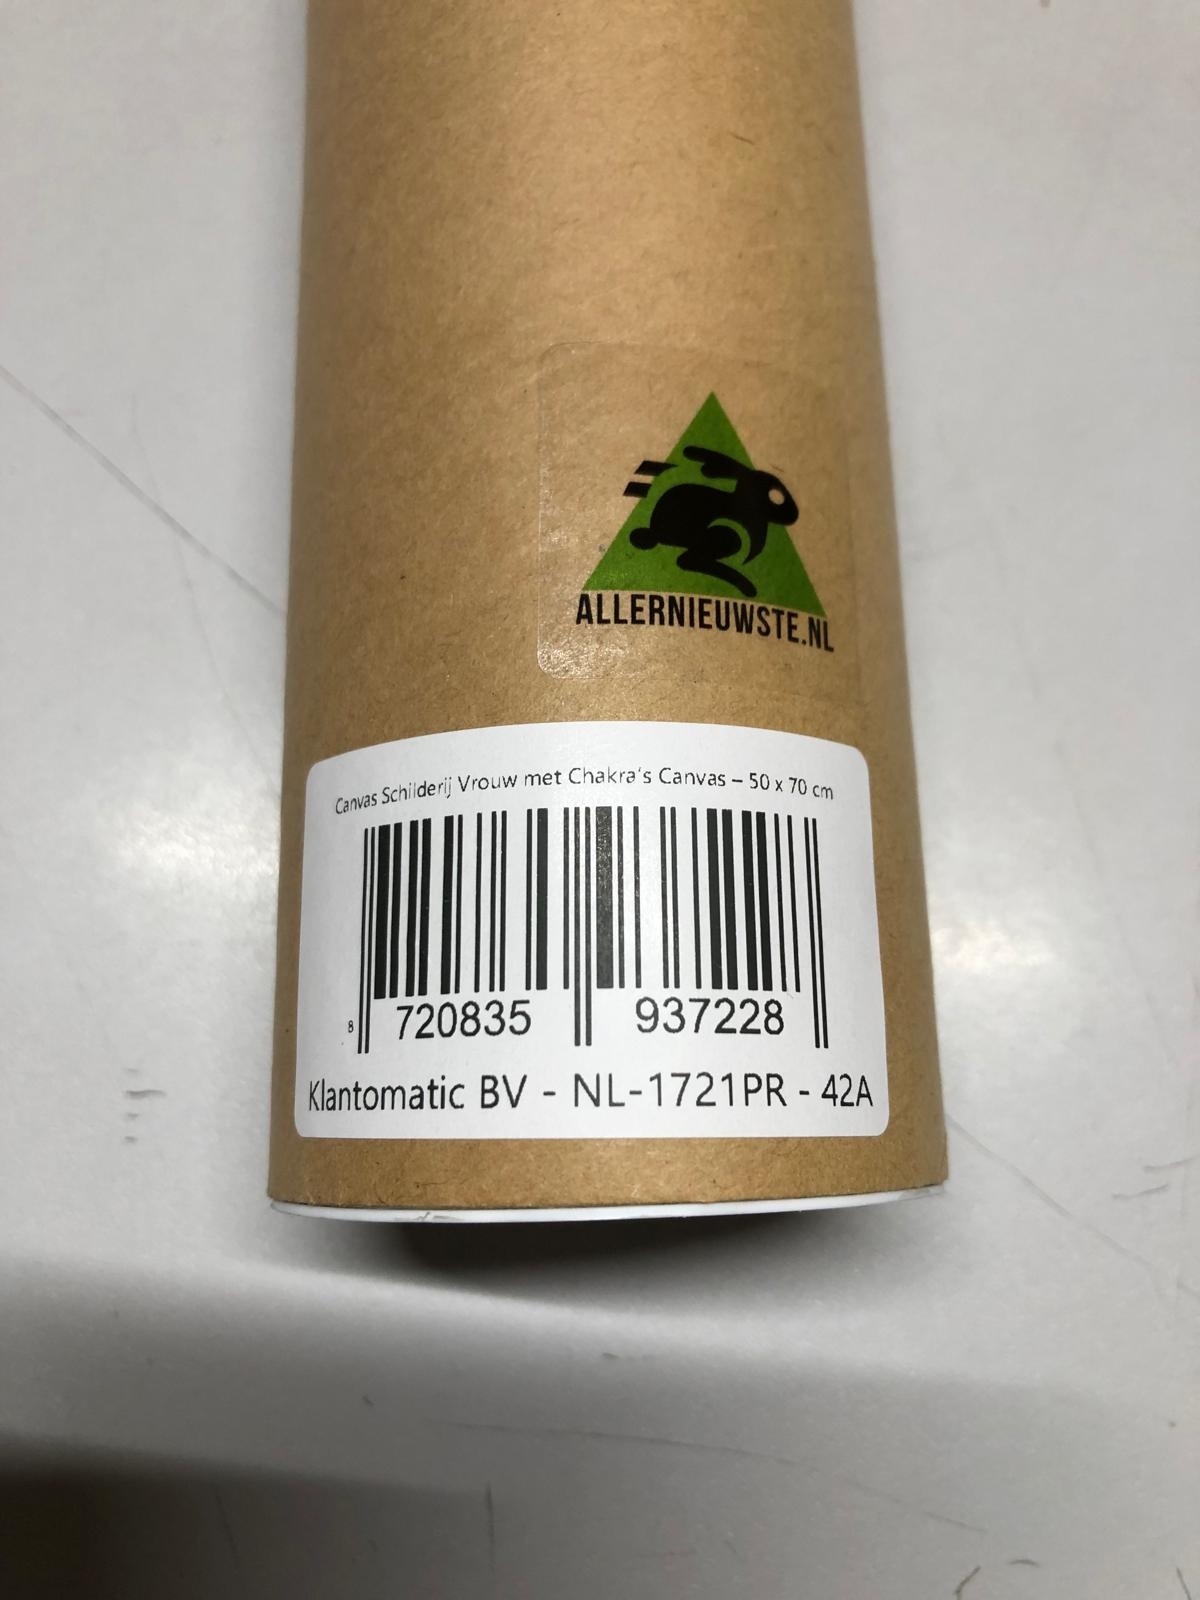 ALLERNIEUWSTE.NL
Canvas Schilderij Vrouw met Chakra's Canvas – 50 x 70 cm
8 720835 937228
Klantomatic BV - NL-1721PR - 42A